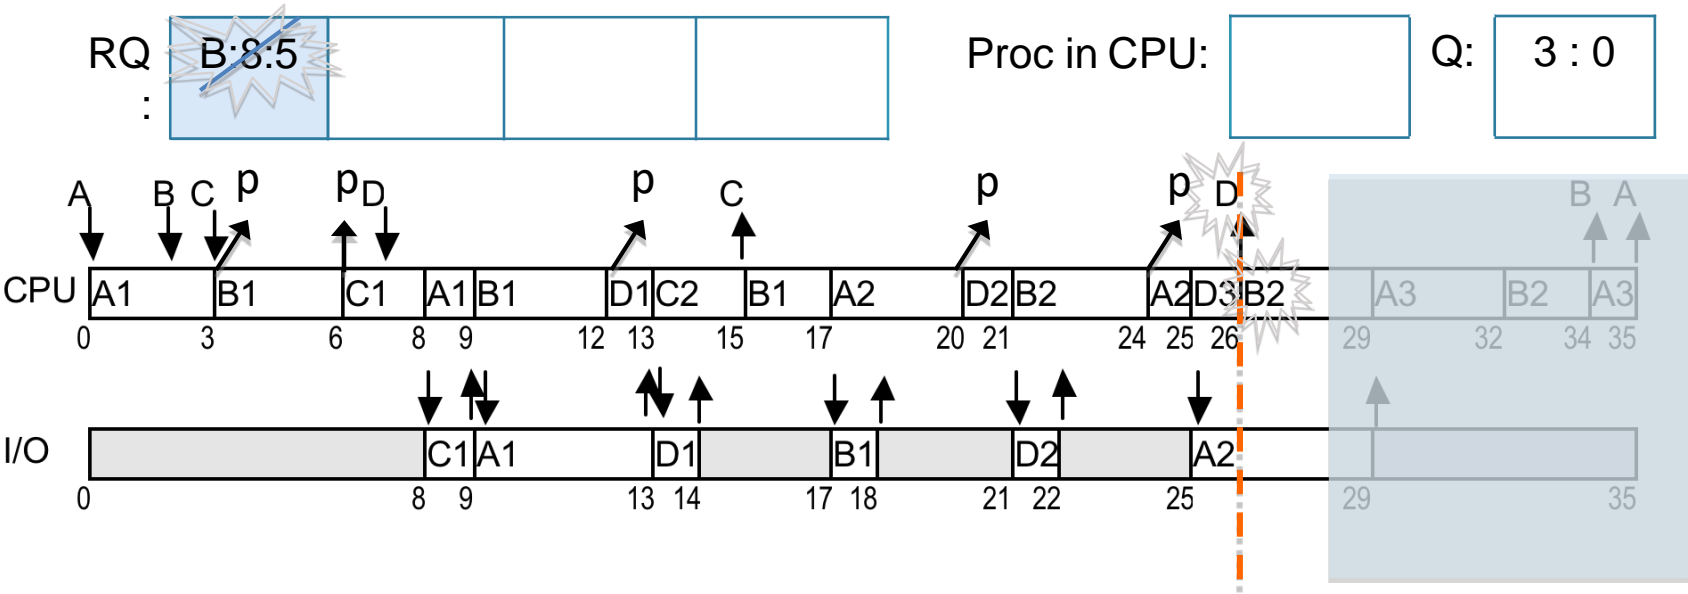 RQ B:8:5 Proc in CPU: Q: 3 : 0
:
A B C p p D p C p p D B A
CPU A1 B1 C1 A1 B1 D1 C2 B1 A2 D2 B2 A2 D3 B2 A3 B2 A3
0 3 6 8 9 12 13 15 17 20 21 24 25 26 29 32 34 35
I/O C1 A1 D1 B1 D2 A2
0 8 9 13 14 17 18 21 22 25 29 35